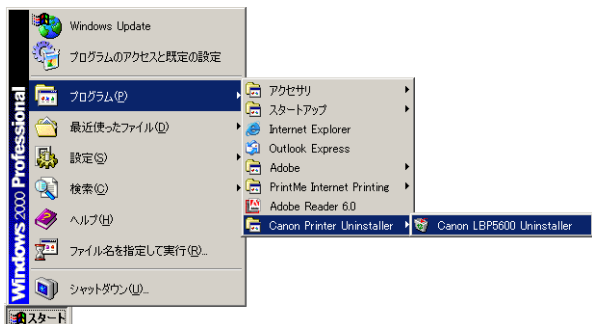 Windows Update
プログラムのアクセスと既定の設定
プログラム(P)
最近使ったファイル(D)
設定(S)
検索(C)
ヘルプ(H)
ファイル名を指定して実行(R)...
シャットダウン(U)...
Windows 2000 Professional
スタート
アクセサリ
スタートアップ
Internet Explorer
Outlook Express
Adobe
PrintMe Internet Printing
Adobe Reader 6.0
Canon Printer Uninstaller
Canon LBP5600 Uninstaller